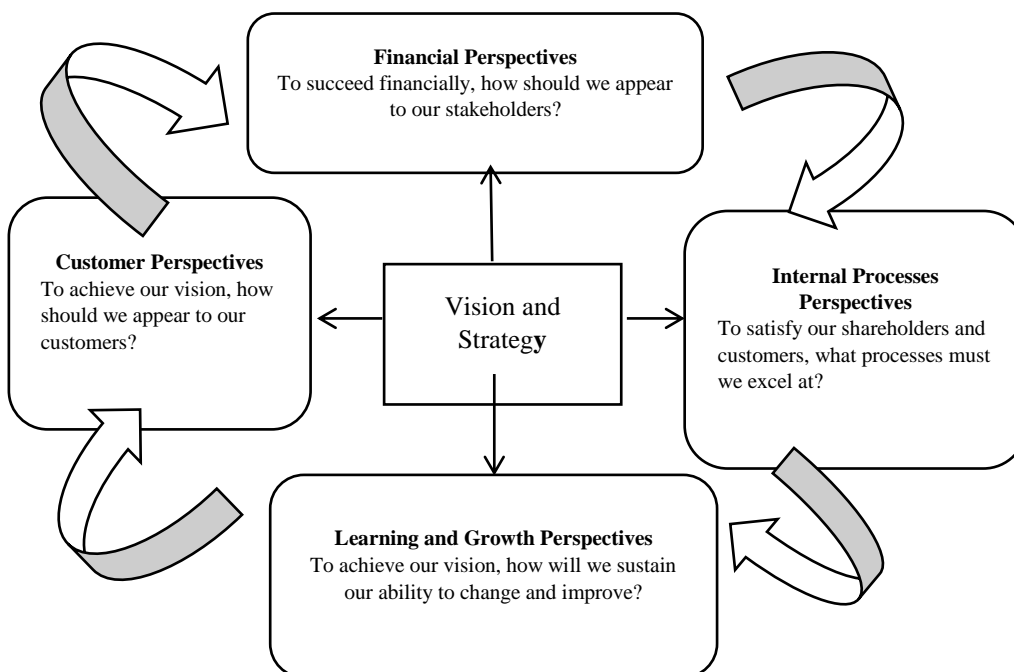 Financial Perspectives
To succeed financially, how should we appear
to our stakeholders?
Customer Perspectives
To achieve our vision, how
should we appear to our
customers?
Vision and
Strategy
Internal Processes
Perspectives
To satisfy our shareholders and
customers, what processes must
we excel at?
Learning and Growth Perspectives
To achieve our vision, how will we sustain
our ability to change and improve?